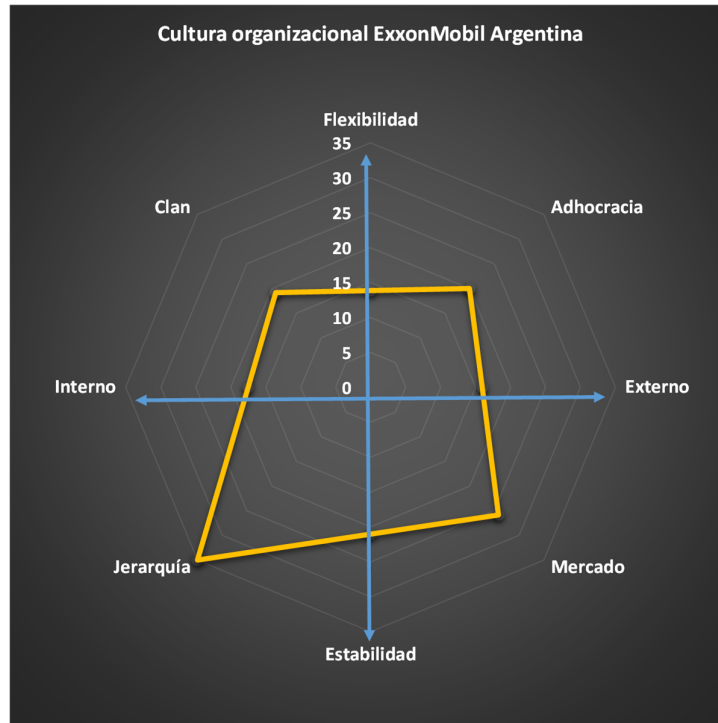 Cultura organizacional ExxonMobil Argentina
Flexibilidad
35
30
Clan
Adhocracia
25
20
15
10
5
Interno
0
Externo
Jerarquía
Mercado
Estabilidad